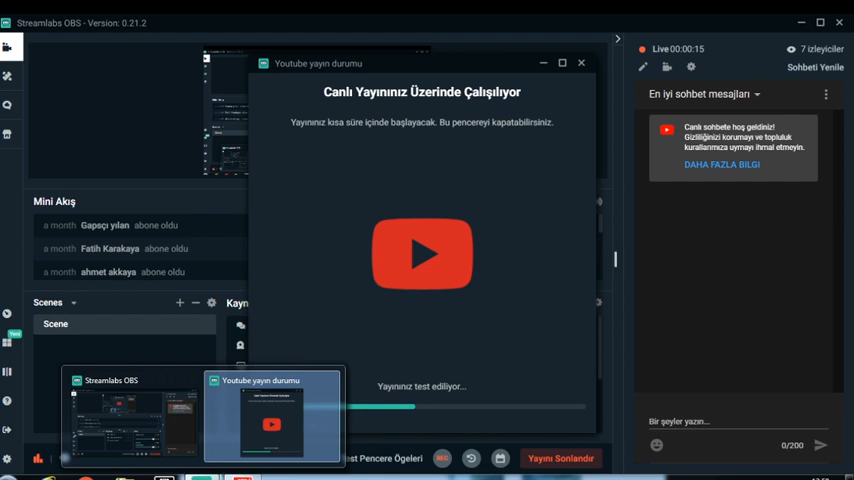 Streamlabs OBS - Version: 0.21.2
Youtube yayın durumu
Canlı Yayınınız Üzerinde Çalışılıyor
Yayınınız kısa süre içinde başlayacak. Bu pencereyi kapatabilirsiniz.
Yayınınız test ediliyor...
Mini Akış
a month Gapsçı yılan abone oldu
a month Fatih Karakaya abone oldu
a month ahmet akkaya abone oldu
Scenes
Kayn
Scene
Yeni
Streamlabs OBS
Youtube yayın durumu
est Pencere Ögeleri
REC
Yayını Sonlandır
Live 00:00:15
7 izleyiciler
Sohbeti Yenile
En iyi sohbet mesajları
Canlı sohbete hoş geldiniz!
Gizliliğinizi korumayı ve topluluk
kurallarımıza uymayı ihmal etmeyin.
DAHA FAZLA BILGI
Bir şeyler yazın...
0/200